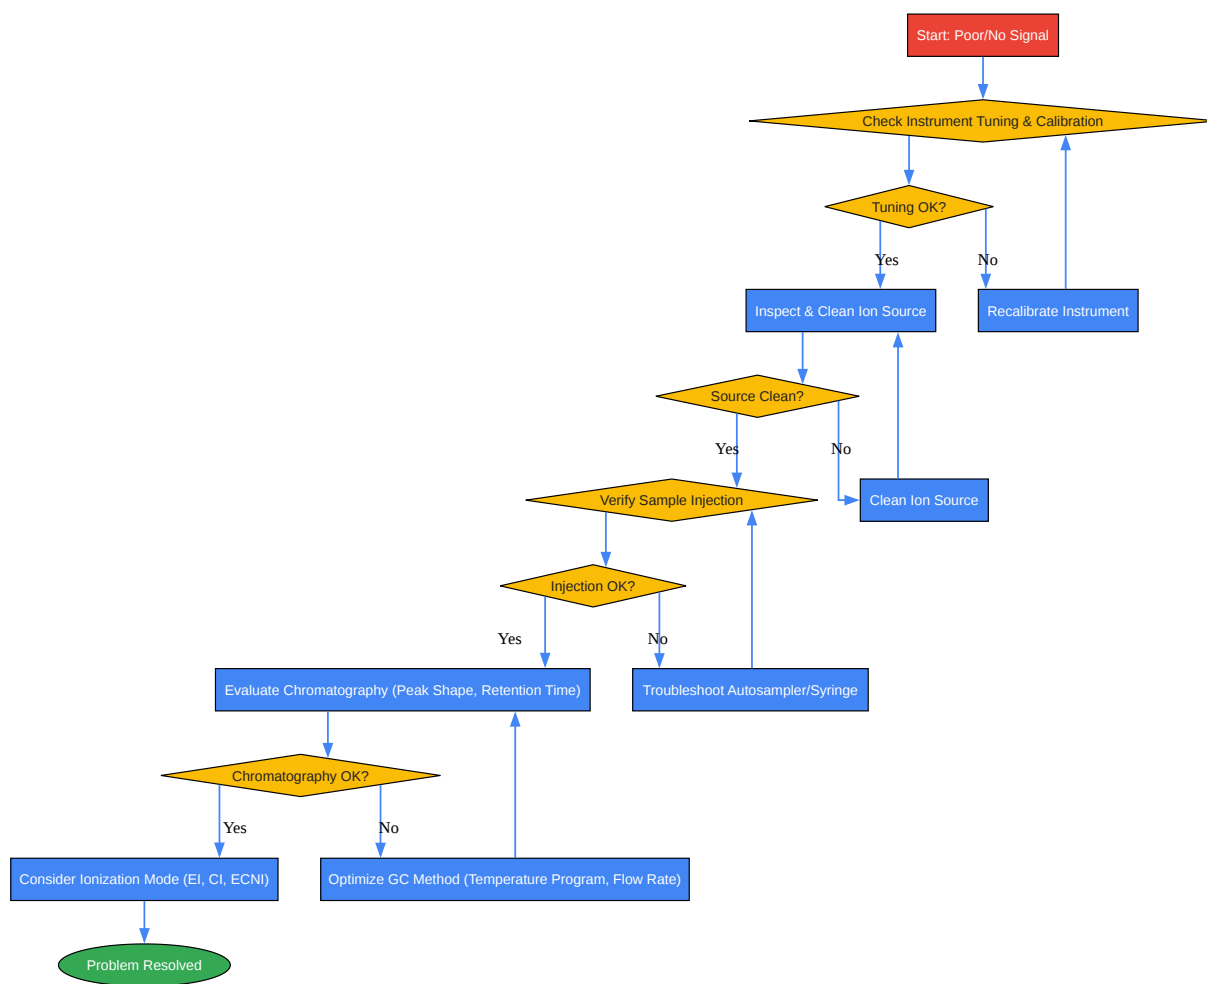 Start: Poor/No Signal
Check Instrument Tuning & Calibration
Tuning OK?
Yes
No
Inspect & Clean Ion Source
Recalibrate Instrument
Source Clean?
Yes
No
Verify Sample Injection
Clean Ion Source
Injection OK?
Yes
No
Evaluate Chromatography (Peak Shape, Retention Time)
Troubleshoot Autosampler/Syringe
Chromatography OK?
Yes
No
Consider Ionization Mode (EI, CI, ECNI)
Optimize GC Method (Temperature Program, Flow Rate)
Problem Resolved